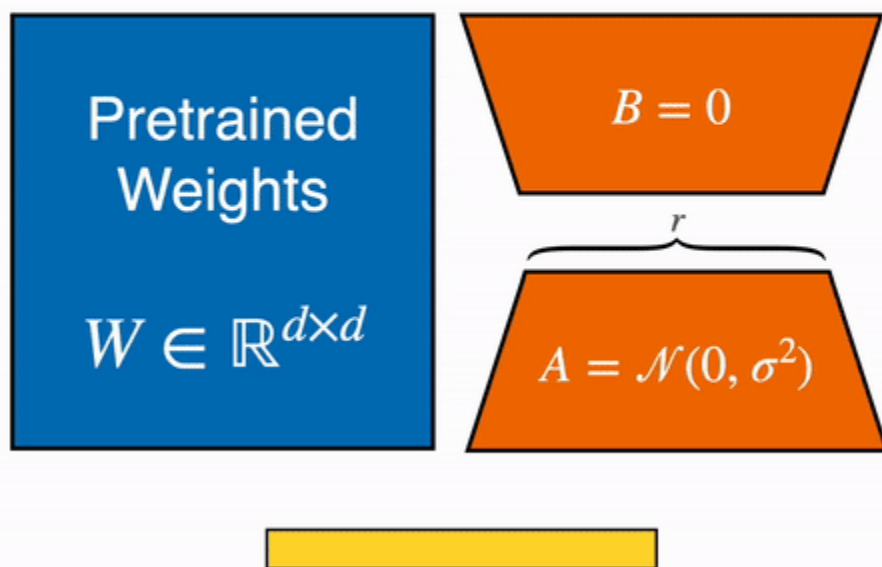 Pretrained
Weights
W ∈ ℝ^{d×d}
B = 0
r
A = 𝒩(0, σ²)